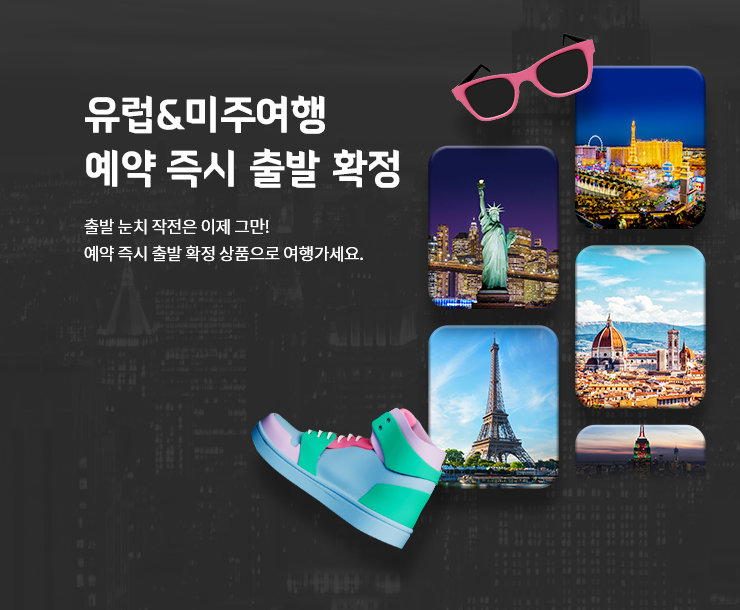 유럽&미주여행
예약 즉시 출발 확정
출발 눈치 작전은 이제 그만!
예약 즉시 출발 확정 상품으로 여행가세요.